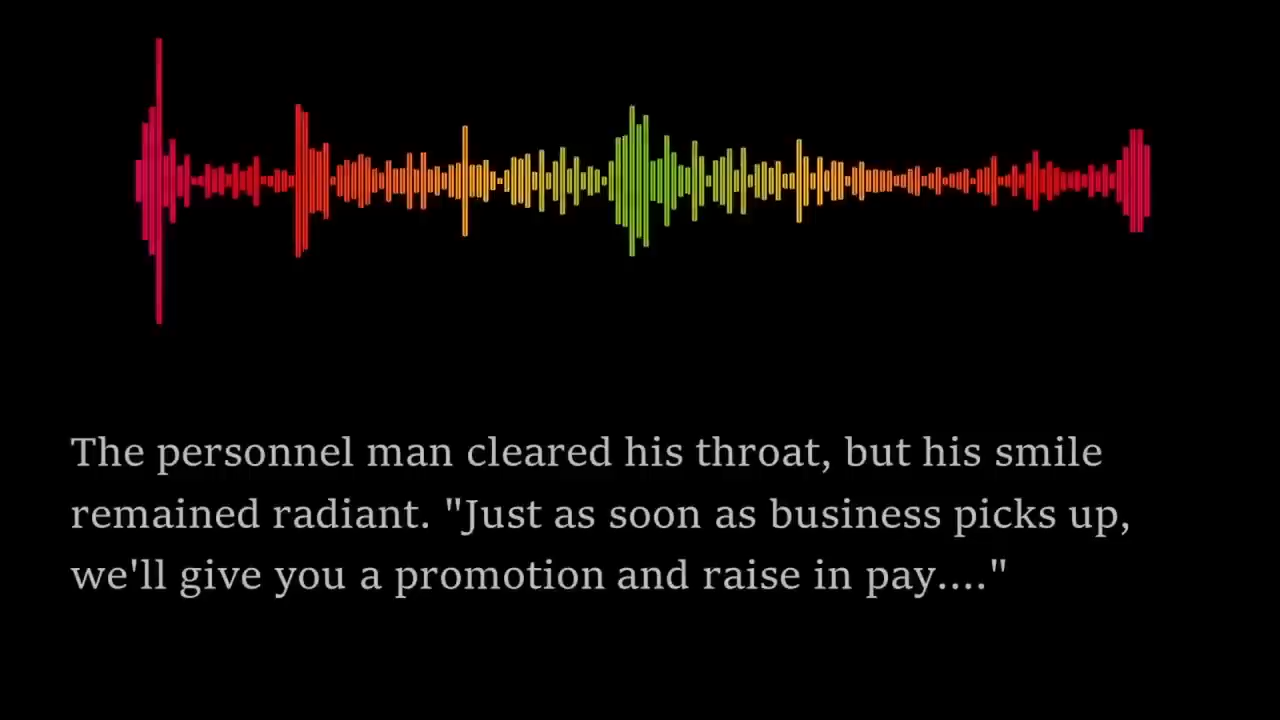 The personnel man cleared his throat, but his smile
remained radiant. "Just as soon as business picks up,
we'll give you a promotion and raise in pay...."